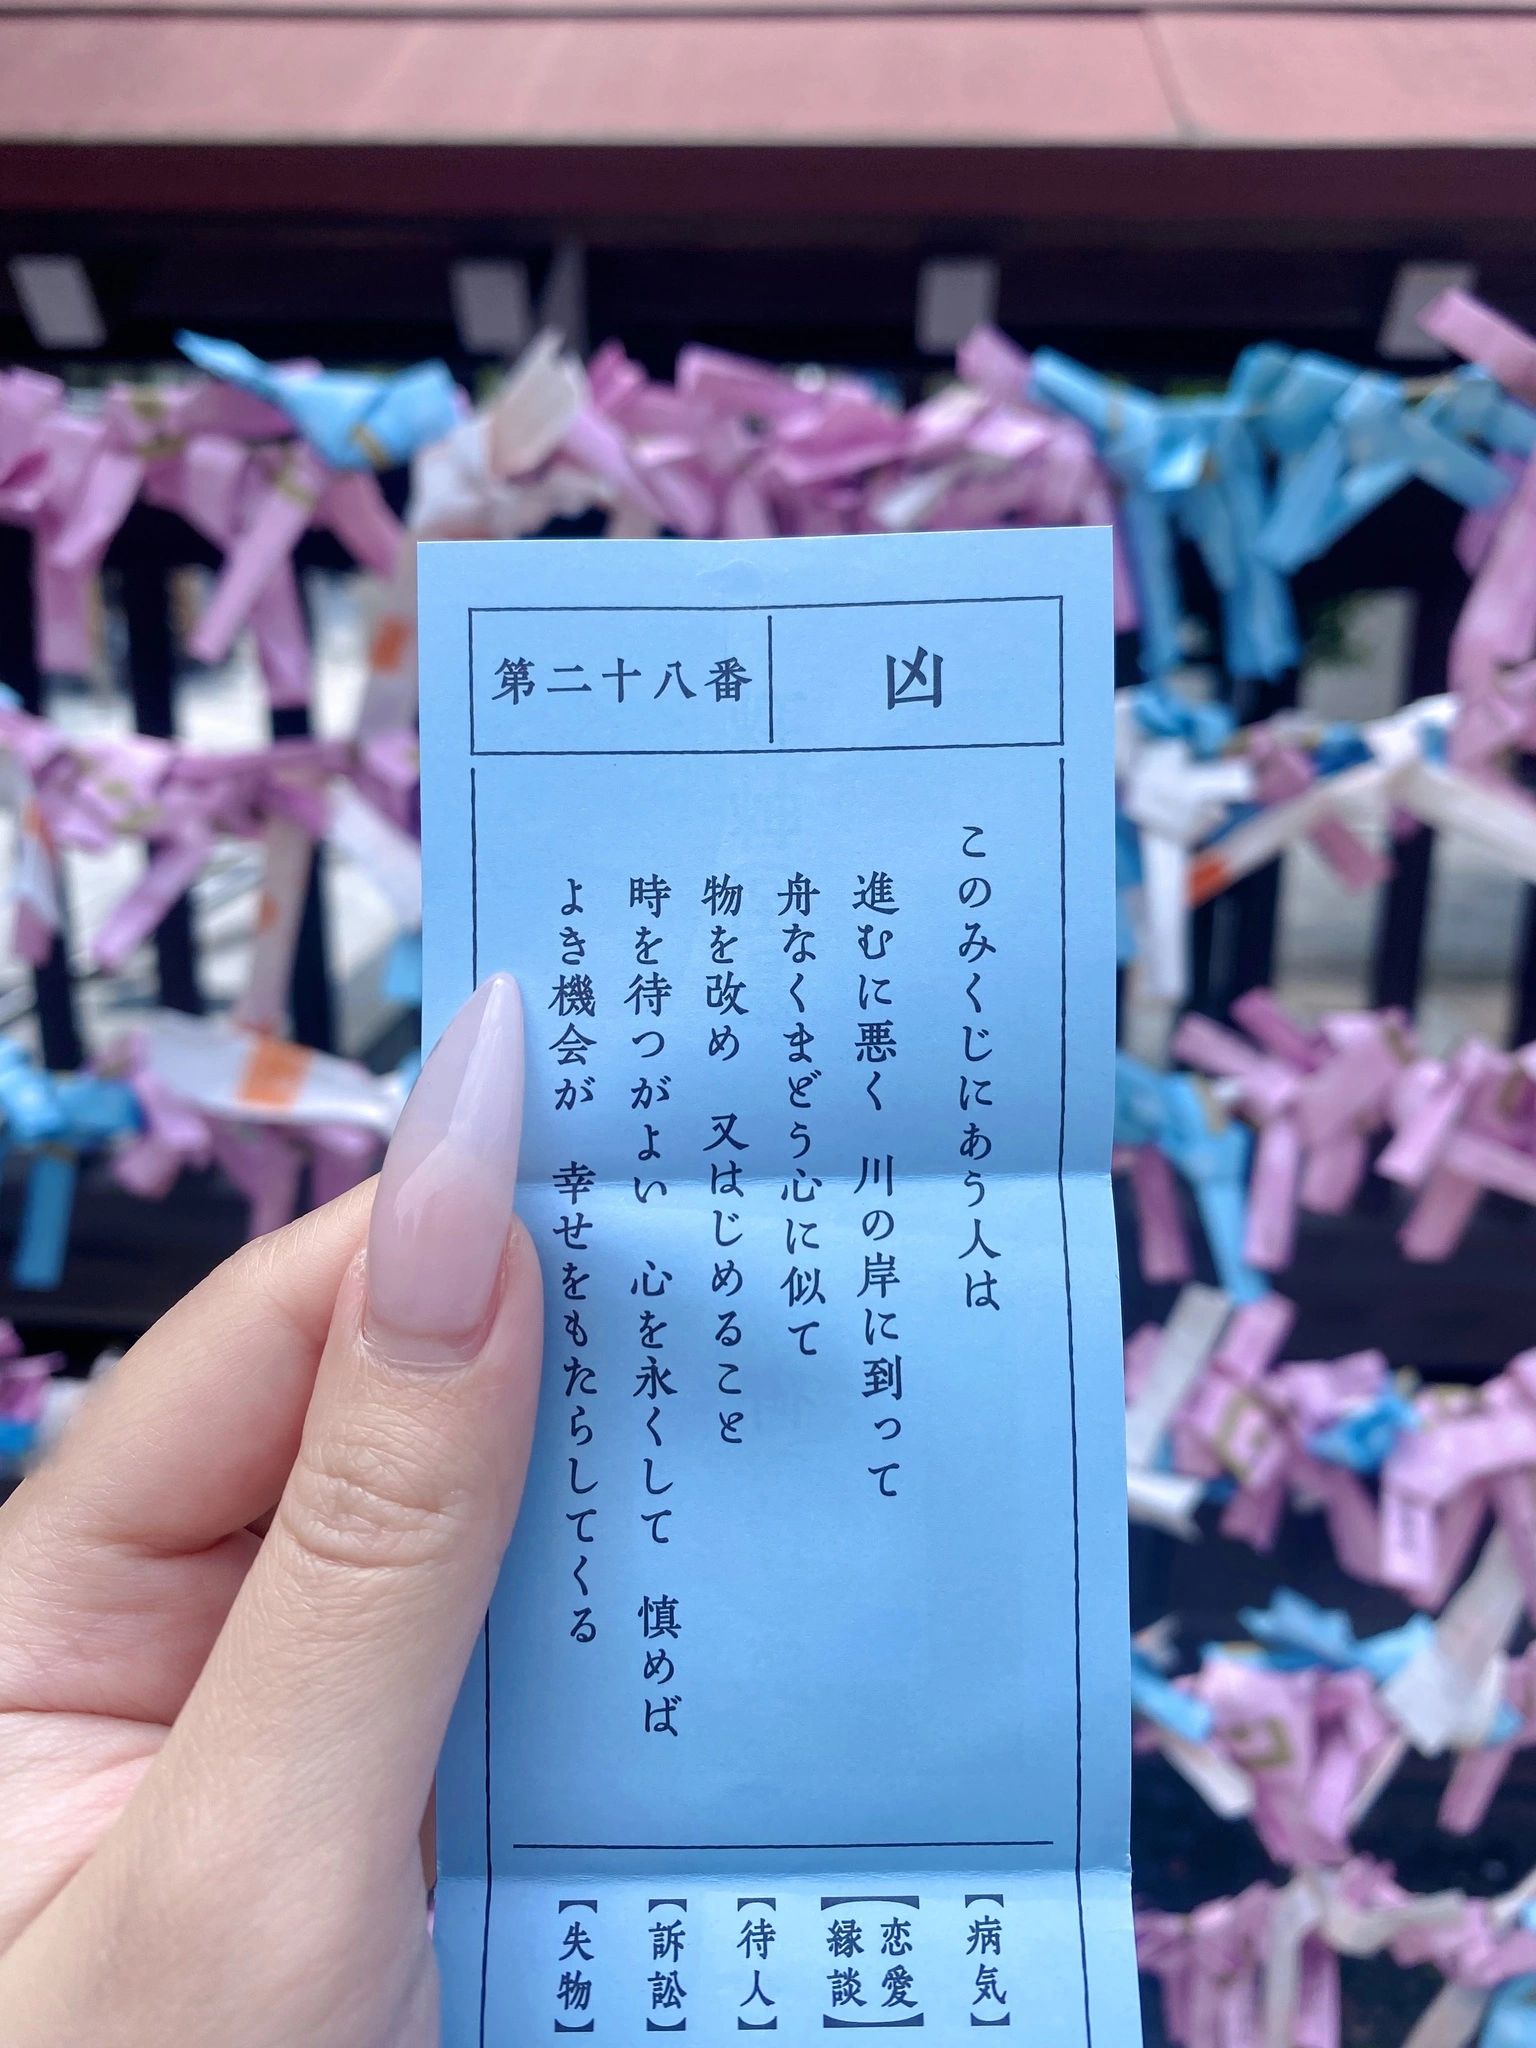 凶
第二十八番
このみくじにあう人は
進むに悪く　川の岸に到って
舟なくまどう心に似て
物を改め　又はじめること
時を待つがよい　心を永くして　慎めば
よき機会が　幸せをもたらしてくる
【病気】
【恋愛
縁談】
【待人】
【訴訟】
【失物】